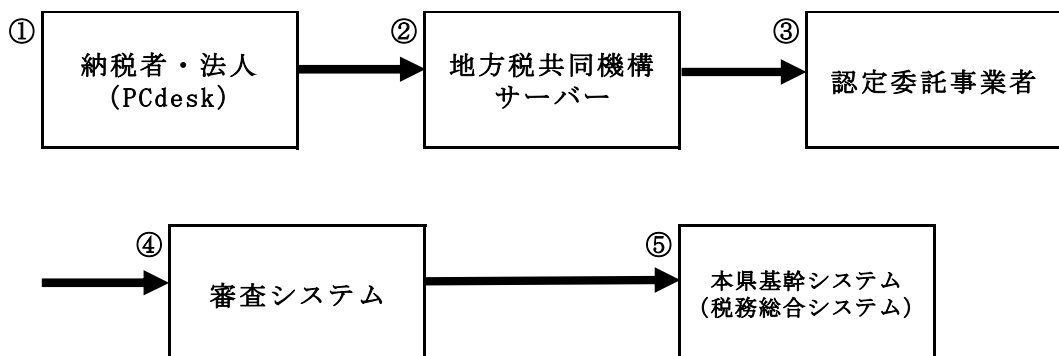 ①
納税者・法人
(PCdesk)
②
地方税共同機構
サーバー
③
認定委託事業者
④
審査システム
⑤
本県基幹システム
(税務総合システム)